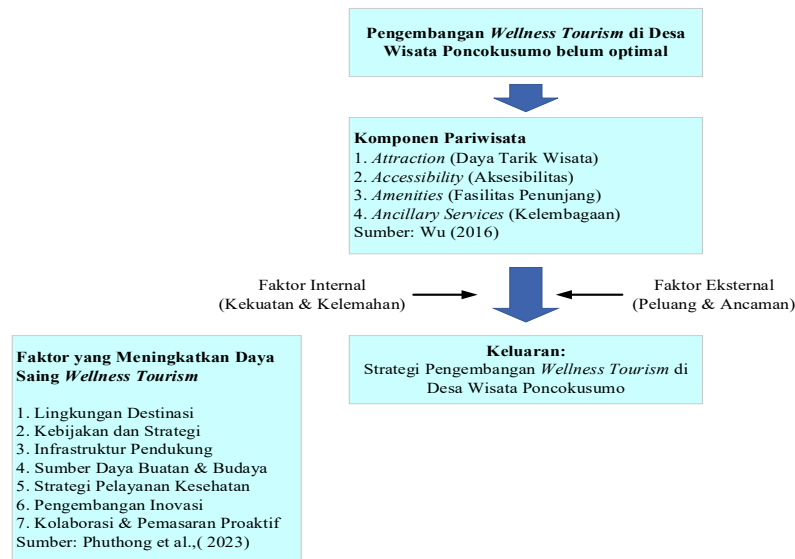 Pengembangan Wellness Tourism di Desa
Wisata Poncokusumo belum optimal
Komponen Pariwisata
1. Attraction (Daya Tarik Wisata)
2. Accessibility (Aksesibilitas)
3. Amenities (Fasilitas Penunjang)
4. Ancillary Services (Kelembagaan)
Sumber: Wu (2016)
Faktor Internal
(Kekuatan & Kelemahan)
Faktor Eksternal
(Peluang & Ancaman)
Faktor yang Meningkatkan Daya
Saing Wellness Tourism
1. Lingkungan Destinasi
2. Kebijakan dan Strategi
3. Infrastruktur Pendukung
4. Sumber Daya Buatan & Budaya
5. Strategi Pelayanan Kesehatan
6. Pengembangan Inovasi
7. Kolaborasi & Pemasaran Proaktif
Sumber: Phuthong et al.,( 2023)
Keluaran:
Strategi Pengembangan Wellness Tourism di
Desa Wisata Poncokusumo